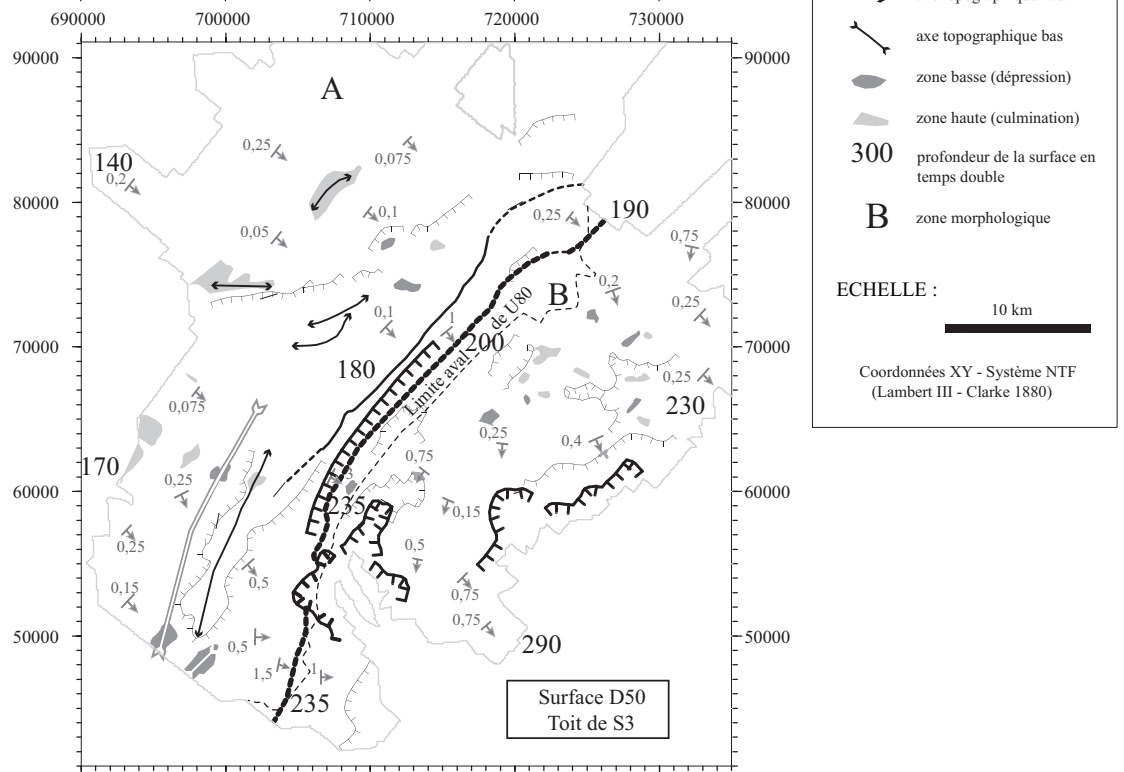 690000 700000 710000 720000 730000
90000
80000
70000
60000
50000
90000
80000
70000
60000
50000
A
0,25
0,075
140
0,2
0,1
0,05
0,25
190
0,75
B
0,2
0,25
0,1
1
200
de U80
Limite aval
180
0,25
230
0,075
0,25
0,4
0,75
170
0,25
235
0,15
0,25
0,5
0,5
0,15
0,75
0,75
0,5
290
1,5
1
235
Surface D50
Toit de S3
axe topographique bas
zone basse (dépression)
zone haute (culmination)
300 profondeur de la surface en
temps double
B zone morphologique
ECHELLE :
10 km
Coordonnées XY - Système NTF
(Lambert III - Clarke 1880)